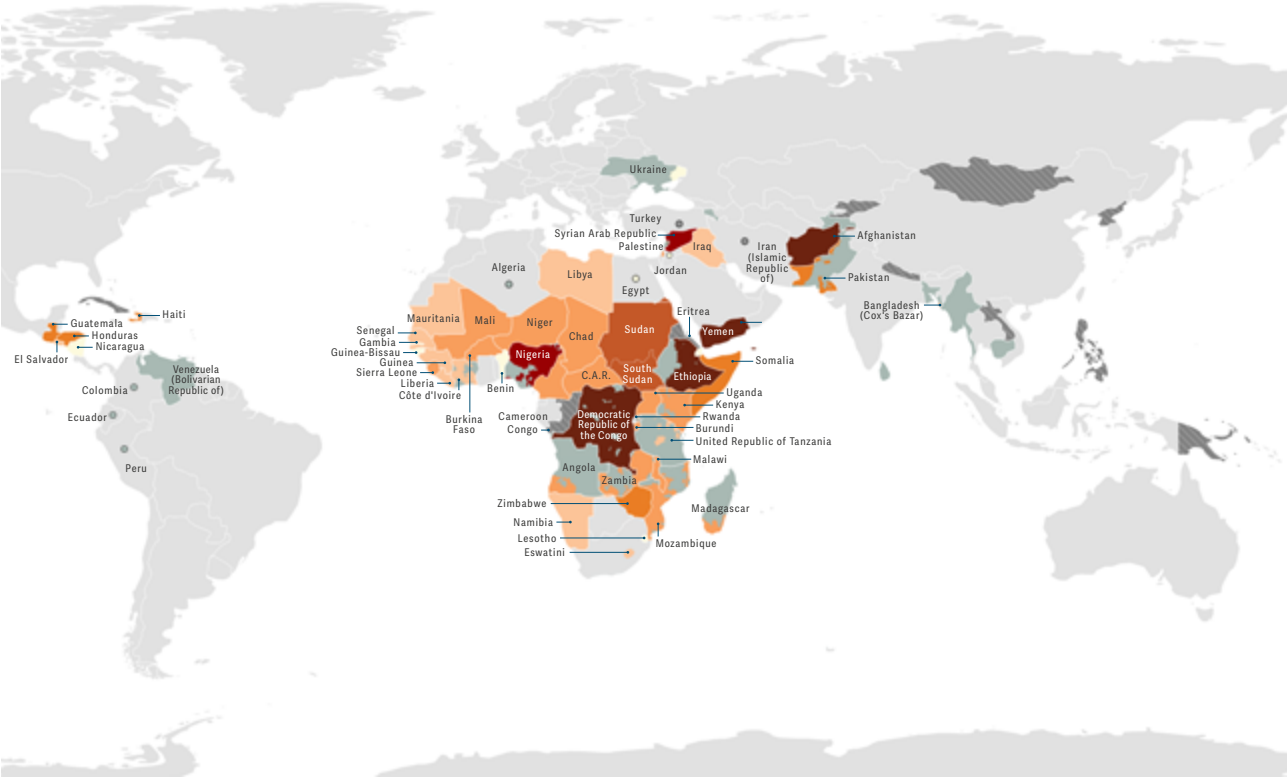 Ukraine
Turkey
Syrian Arab Republic
Palestine
Iraq
Iran
(Islamic
Republic
of)
Afghanistan
Pakistan
Jordan
Algeria
Libya
Egypt
Bangladesh
(Cox's Bazar)
Guatemala
Haiti
Honduras
Nicaragua
El Salvador
Venezuela
(Bolivarian
Republic of)
Colombia
Ecuador
Peru
Mauritania
Mali
Niger
Chad
Sudan
Eritrea
Yemen
Senegal
Gambia
Guinea-Bissau
Guinea
Sierra Leone
Liberia
Côte d'Ivoire
Burkina
Faso
Benin
Nigeria
C.A.R.
South
Sudan
Ethiopia
Somalia
Uganda
Kenya
Rwanda
Burundi
United Republic of Tanzania
Cameroon
Congo
Democratic
Republic of
the Congo
Malawi
Angola
Zambia
Zimbabwe
Namibia
Lesotho
Eswatini
Mozambique
Madagascar